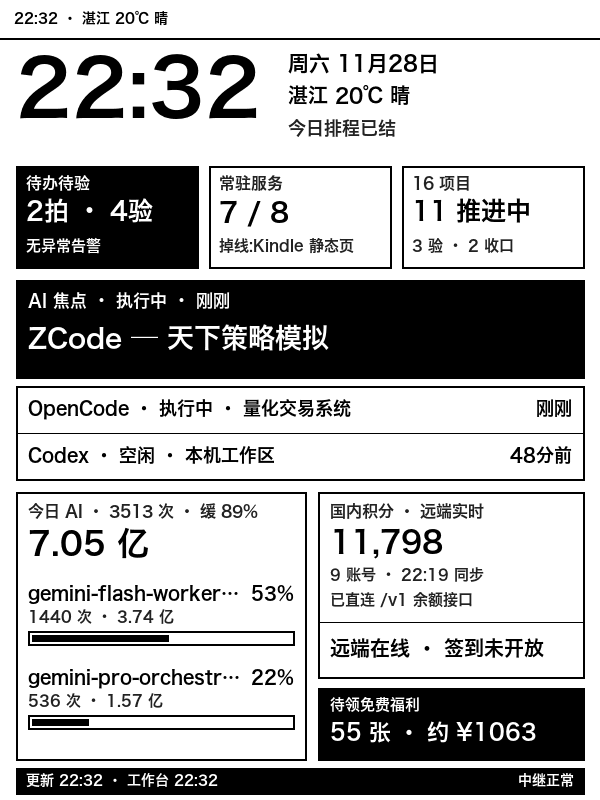 22:32 · 湛江 20℃ 晴
22:32
周六 11月28日
湛江 20℃ 晴
今日排程已结
待办待验
2拍 · 4验
无异常告警
常驻服务
7 / 8
掉线:Kindle 静态页
16 项目
11 推进中
3 验 · 2 收口
AI 焦点 · 执行中 · 刚刚
ZCode — 天下策略模拟
OpenCode · 执行中 · 量化交易系统 刚刚
Codex · 空闲 · 本机工作区 48分前
今日 AI · 3513 次 · 缓 89%
7.05 亿
gemini-flash-worker… 53%
1440 次 · 3.74 亿
gemini-pro-orchestr… 22%
536 次 · 1.57 亿
国内积分 · 远端实时
11,798
9 账号 · 22:19 同步
已直连 /v1 余额接口
远端在线 · 签到未开放
待领免费福利
55 张 · 约 ¥1063
更新 22:32 · 工作台 22:32 中继正常